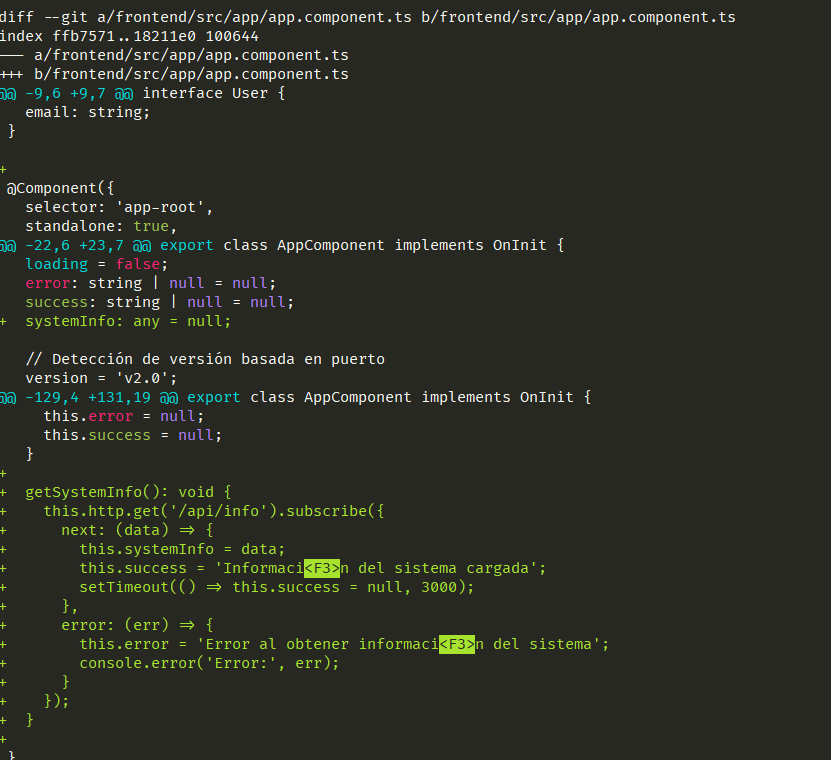 diff --git a/frontend/src/app/app.component.ts b/frontend/src/app/app.component.ts
index ffb7571..18211e0 100644
--- a/frontend/src/app/app.component.ts
+++ b/frontend/src/app/app.component.ts
@@ -9,6 +9,7 @@ interface User {
   email: string;
 }
 
+
 @Component({
   selector: 'app-root',
   standalone: true,
@@ -22,6 +23,7 @@ export class AppComponent implements OnInit {
   loading = false;
   error: string | null = null;
   success: string | null = null;
+  systemInfo: any = null;
 
   // Detección de versión basada en puerto
   version = 'v2.0';
@@ -129,4 +131,19 @@ export class AppComponent implements OnInit {
     this.error = null;
     this.success = null;
   }
+
+  getSystemInfo(): void {
+    this.http.get('/api/info').subscribe({
+      next: (data) => {
+        this.systemInfo = data;
+        this.success = 'Informaci<F3>n del sistema cargada';
+        setTimeout(() => this.success = null, 3000);
+      },
+      error: (err) => {
+        this.error = 'Error al obtener informaci<F3>n del sistema';
+        console.error('Error:', err);
+      }
+    });
+  }
+
 }